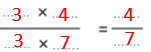 3 × 4 = 4
3 × 7 7